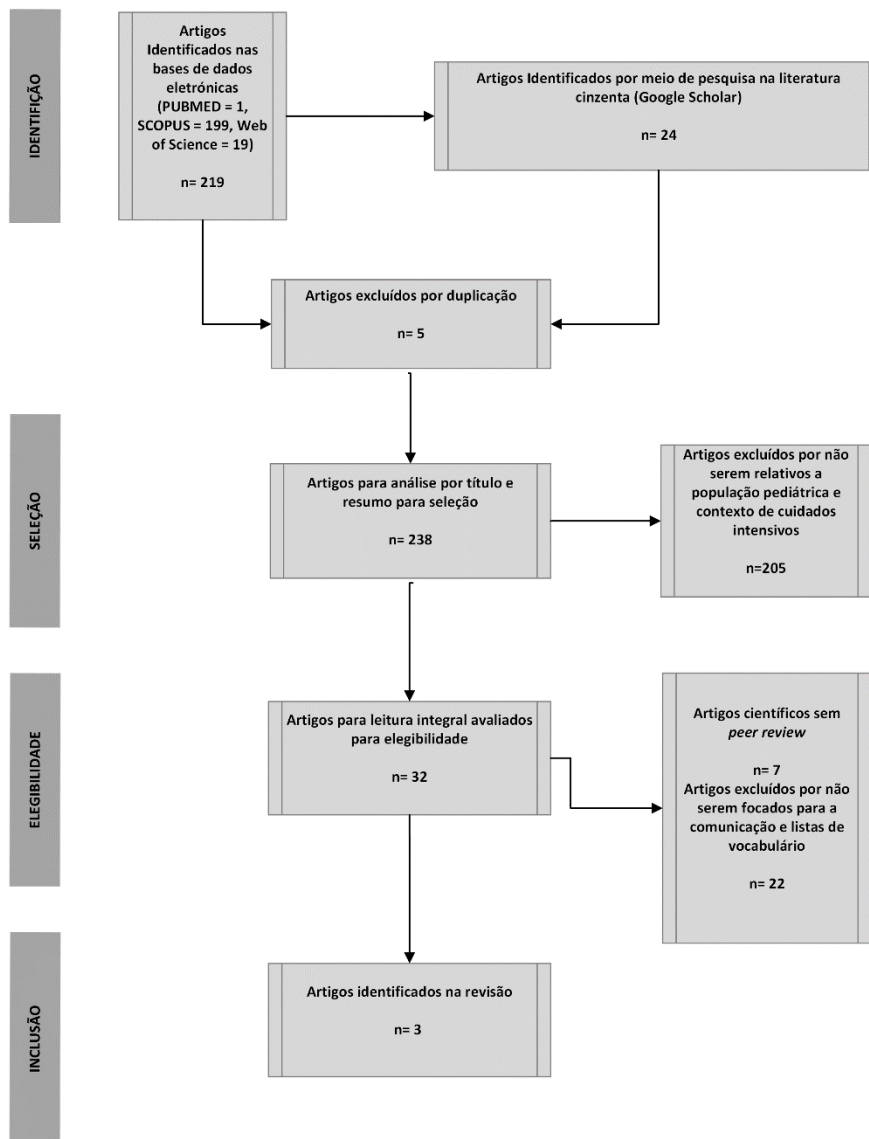 IDENTIFIÇÃO
Artigos
Identificados nas
bases de dados
eletrónicas
(PUBMED = 1,
SCOPUS = 199, Web
of Science = 19)
n= 219
Artigos Identificados por meio de pesquisa na literatura
cinzenta (Google Scholar)
n= 24
Artigos excluídos por duplicação
n= 5
SELEÇÃO
Artigos para análise por título e
resumo para seleção
n= 238
Artigos excluídos por não
serem relativos a
população pediátrica e
contexto de cuidados
intensivos
n=205
ELEGIBILIDADE
Artigos para leitura integral avaliados
para elegibilidade
n= 32
Artigos científicos sem
peer review
n= 7
Artigos excluídos por não
serem focados para a
comunicação e listas de
vocabulário
n= 22
INCLUSÃO
Artigos identificados na revisão
n= 3